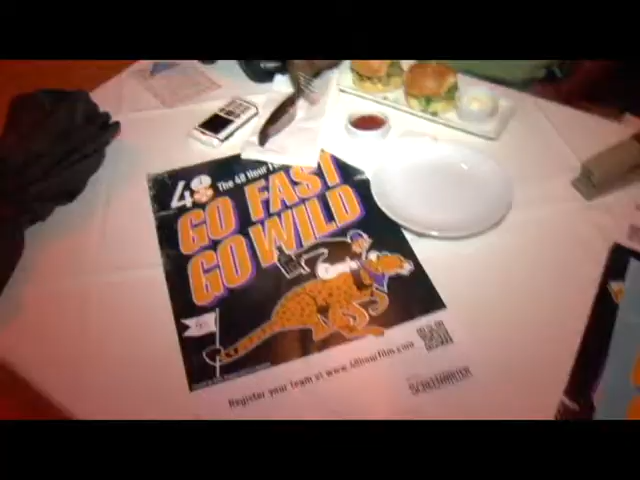 48
The 48 Hour
GO FAST
GO WILD
Register your team at www.48hourfilm.com